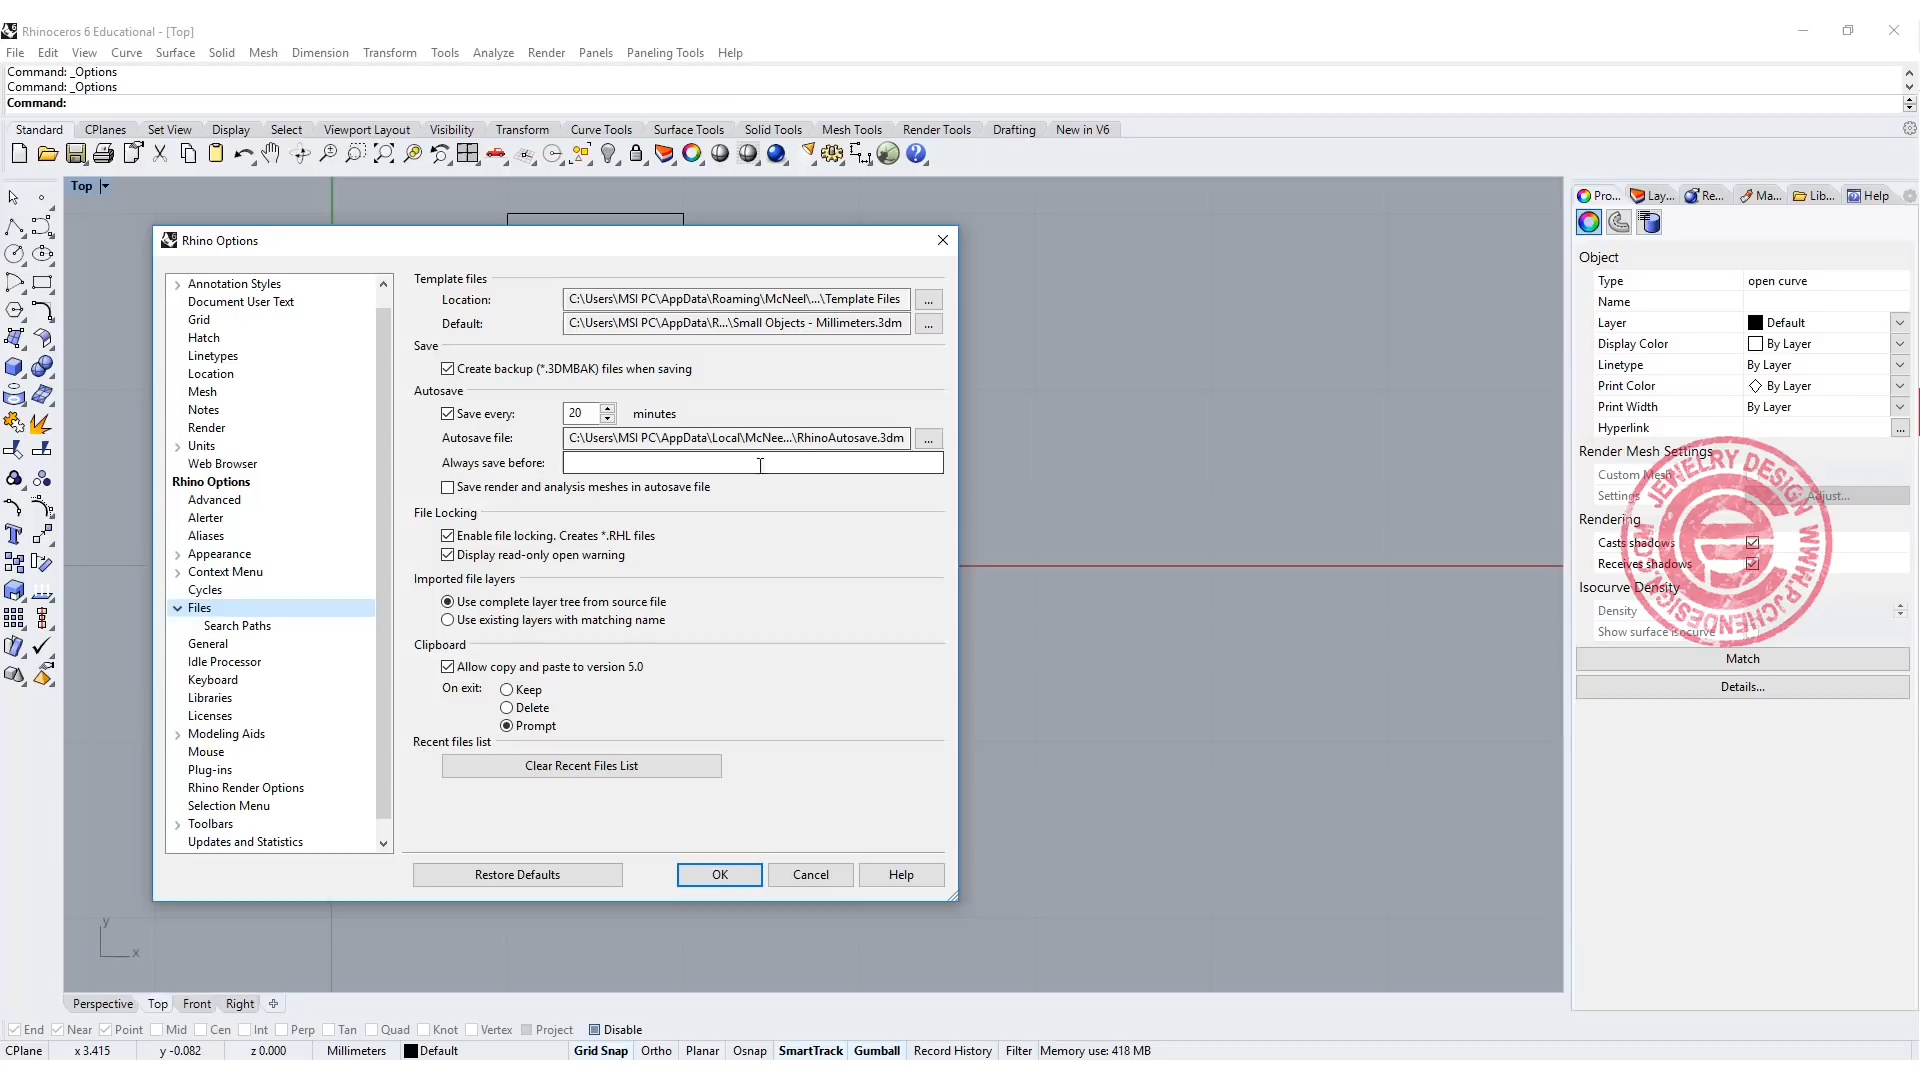 Rhinoceros 6 Educational - [Top]
File Edit View Curve Surface Solid Mesh Dimension Transform Tools Analyze Render Panels Paneling Tools Help
Command: _Options
Command: _Options
Command:
Standard CPlanes Set View Display Select Viewport Layout Visibility Transform Curve Tools Surface Tools Solid Tools Mesh Tools Render Tools Drafting New in V6
Top
Pro... Lay... Re... Ma... Lib... Help
Rhino Options
Annotation Styles
Document User Text
Grid
Hatch
Linetypes
Location
Mesh
Notes
Render
Units
Web Browser
Rhino Options
Advanced
Alerter
Aliases
Appearance
Context Menu
Cycles
Files
Search Paths
General
Idle Processor
Keyboard
Libraries
Licenses
Modeling Aids
Mouse
Plug-ins
Rhino Render Options
Selection Menu
Toolbars
Updates and Statistics
Template files
Location: C:\Users\MSI PC\AppData\Roaming\McNeel\...\Template Files ...
Default: C:\Users\MSI PC\AppData\R...\Small Objects - Millimeters.3dm ...
Save
Create backup (*.3DMBAK) files when saving
Autosave
Save every: 20 minutes
Autosave file: C:\Users\MSI PC\AppData\Local\McNee...\RhinoAutosave.3dm ...
Always save before:
Save render and analysis meshes in autosave file
File Locking
Enable file locking. Creates *.RHL files
Display read-only open warning
Imported file layers
Use complete layer tree from source file
Use existing layers with matching name
Clipboard
Allow copy and paste to version 5.0
On exit: Keep
Delete
Prompt
Recent files list
Clear Recent Files List
Restore Defaults OK Cancel Help
Object
Type open curve
Name
Layer Default
Display Color By Layer
Linetype By Layer
Print Color By Layer
Print Width By Layer
Hyperlink ...
Render Mesh Settings
Custom Mesh
Settings Adjust...
Rendering
Casts shadows
Receives shadows
Isocurve Density
Density
Show surface isocurve
Match
Details...
JEWELRY DESIGN WWW.PJCHENDESIGN.COM
y
x
Perspective Top Front Right
End Near Point Mid Cen Int Perp Tan Quad Knot Vertex Project Disable
CPlane x 3.415 y -0.082 z 0.000 Millimeters Default Grid Snap Ortho Planar Osnap SmartTrack Gumball Record History Filter Memory use: 418 MB